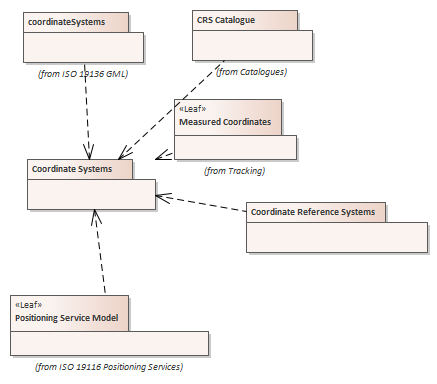 coordinateSystems
(from ISO 19136 GML)
CRS Catalogue
(from Catalogues)
«Leaf»
Measured Coordinates
(from Tracking)
Coordinate Systems
Coordinate Reference Systems
«Leaf»
Positioning Service Model
(from ISO 19116 Positioning Services)